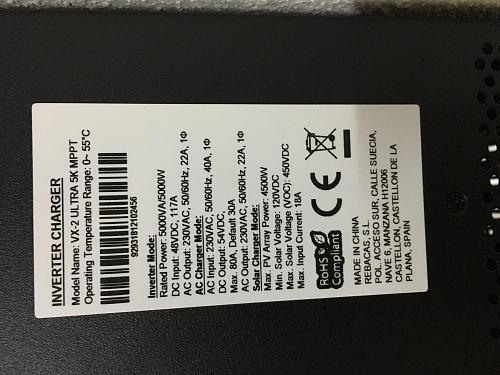 INVERTER CHARGER
Model Name: VX-2 ULTRA 5K MPPT
Operating Temperature Range: 0~ 55°C
92931812102456
Inverter Mode:
Rated Power: 5000VA/5000W
DC Input: 48VDC, 117A
AC Output: 230VAC, 50/60Hz, 22A, 1Φ
AC Charger Mode:
AC Input: 230VAC, 50/60Hz, 40A, 1Φ
DC Output: 54VDC,
Max. 80A, Default 30A
AC Output: 230VAC, 50/60Hz, 22A, 1Φ
Solar Charger Mode:
Max. PV Array Power: 4500W
Min. Solar Voltage: 120VDC
Max. Solar Voltage (VOC): 450VDC
Max. Input Current: 18A
RoHS
Compliant
CE
MADE IN CHINA
REBACAS, S.L.
POL. ACCESO SUR, CALLE SUECIA,
NAVE 6, MANZANA H12006
CASTELLON, CASTELLON DE LA
PLANA, SPAIN